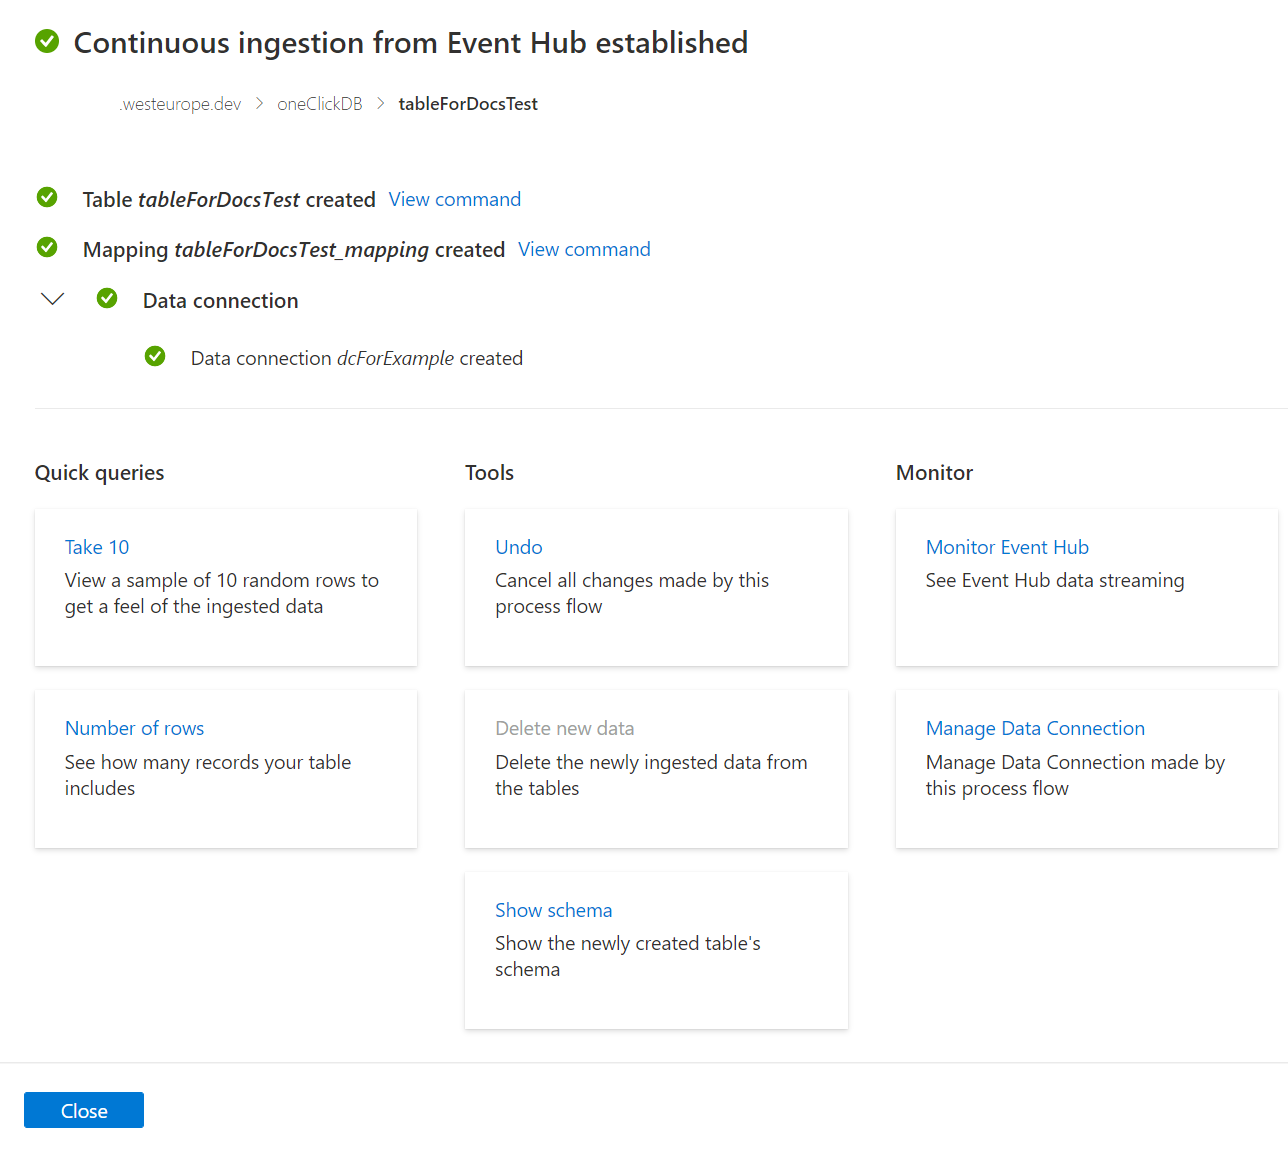 Continuous ingestion from Event Hub established
.westeurope.dev > oneClickDB > tableForDocsTest
Table tableForDocsTest created View command
Mapping tableForDocsTest_mapping created View command
Data connection
Data connection dcForExample created
Quick queries
Take 10
View a sample of 10 random rows to
get a feel of the ingested data
Number of rows
See how many records your table
includes
Tools
Undo
Cancel all changes made by this
process flow
Delete new data
Delete the newly ingested data from
the tables
Show schema
Show the newly created table's
schema
Monitor
Monitor Event Hub
See Event Hub data streaming
Manage Data Connection
Manage Data Connection made by
this process flow
Close